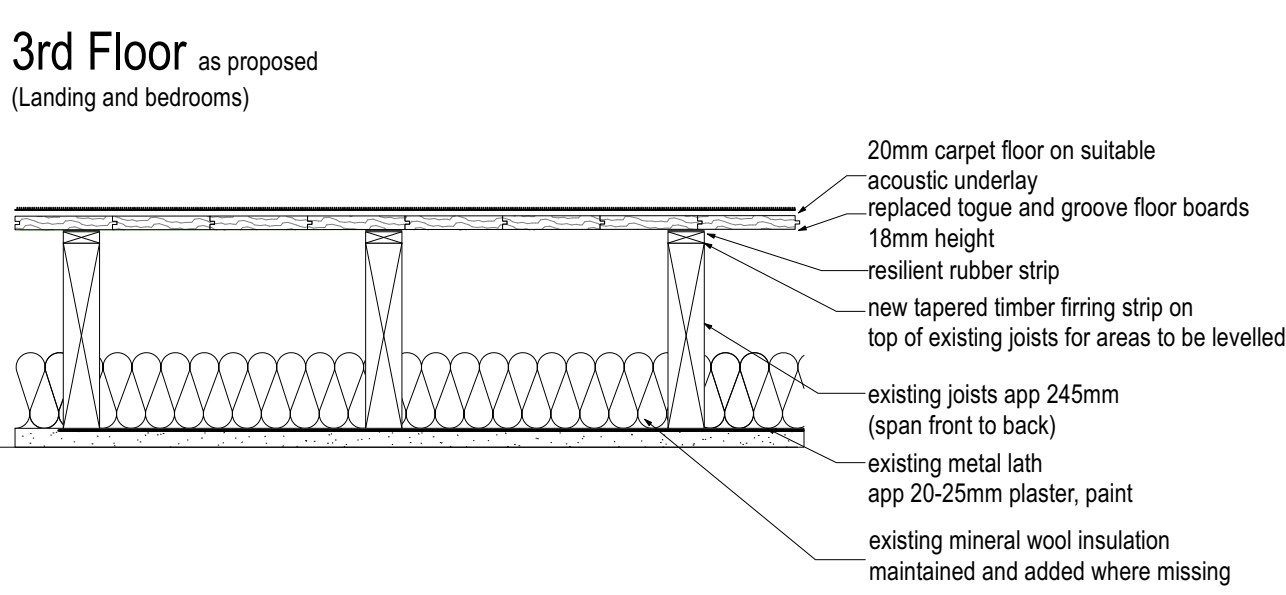 3rd Floor as proposed
(Landing and bedrooms)
20mm carpet floor on suitable
acoustic underlay
replaced togue and groove floor boards
18mm height
resilient rubber strip
new tapered timber firring strip on
top of existing joists for areas to be levelled
existing joists app 245mm
(span front to back)
existing metal lath
app 20-25mm plaster, paint
existing mineral wool insulation
maintained and added where missing